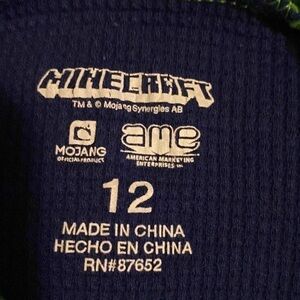 MINECRAFT
TM & © Mojang Synergies AB
MOJANG
OFFICIAL PRODUCT
ame
AMERICAN MARKETING
ENTERPRISES INC.
12
MADE IN CHINA
HECHO EN CHINA
RN#87652